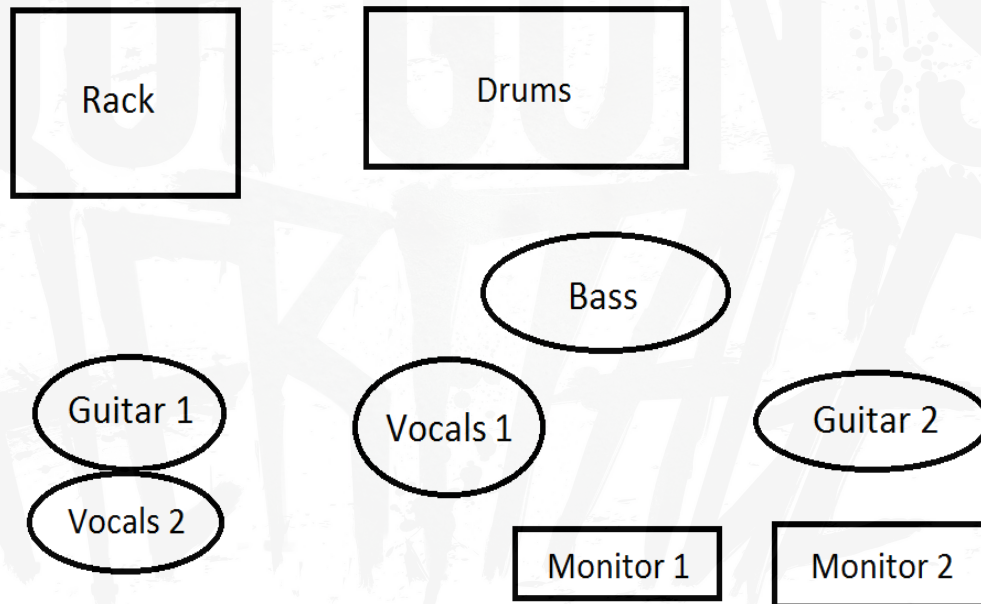 Rack
Drums
Bass
Guitar 1
Vocals 1
Guitar 2
Vocals 2
Monitor 1
Monitor 2